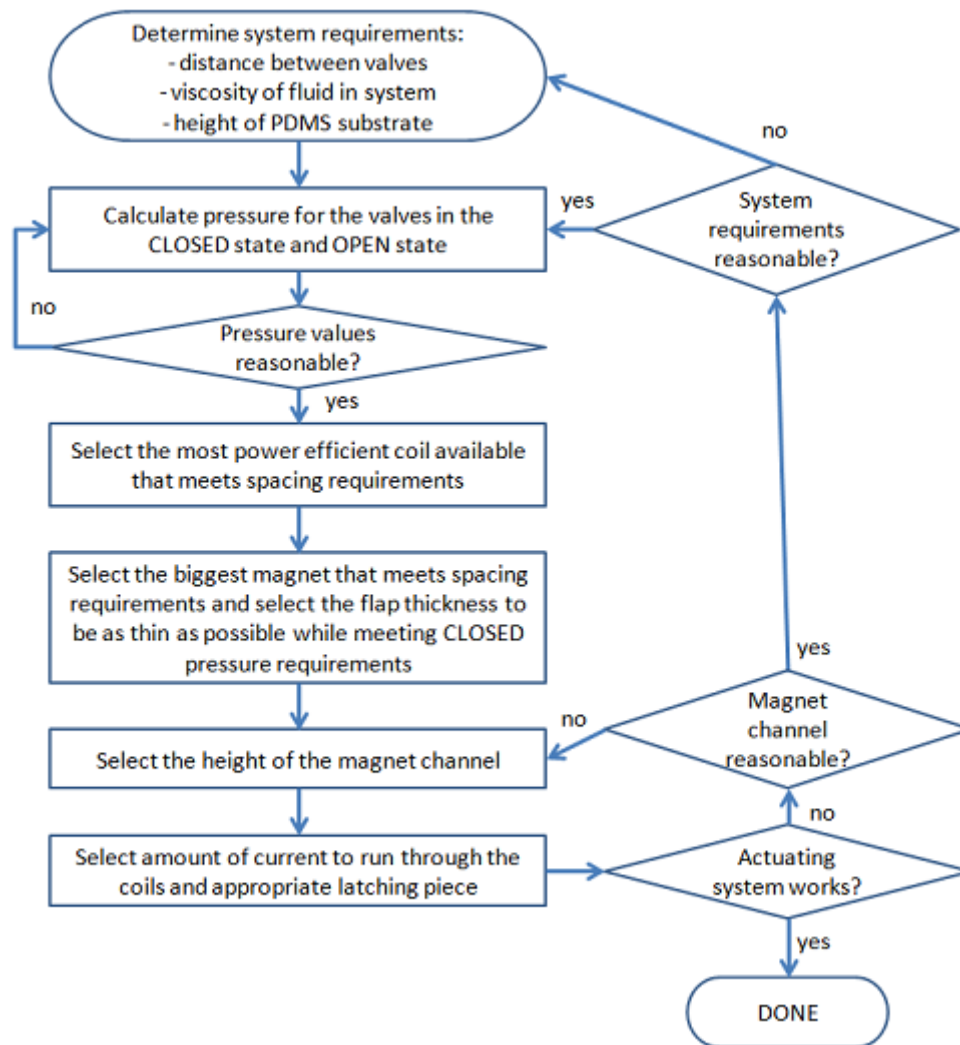 Determine system requirements:
- distance between valves
- viscosity of fluid in system
- height of PDMS substrate
no
Calculate pressure for the valves in the
CLOSED state and OPEN state
yes
System
requirements
reasonable?
no
Pressure values
reasonable?
yes
Select the most power efficient coil available
that meets spacing requirements
Select the biggest magnet that meets spacing
requirements and select the flap thickness to
be as thin as possible while meeting CLOSED
pressure requirements
yes
Select the height of the magnet channel
no
Magnet
channel
reasonable?
no
Select amount of current to run through the
coils and appropriate latching piece
Actuating
system works?
yes
DONE